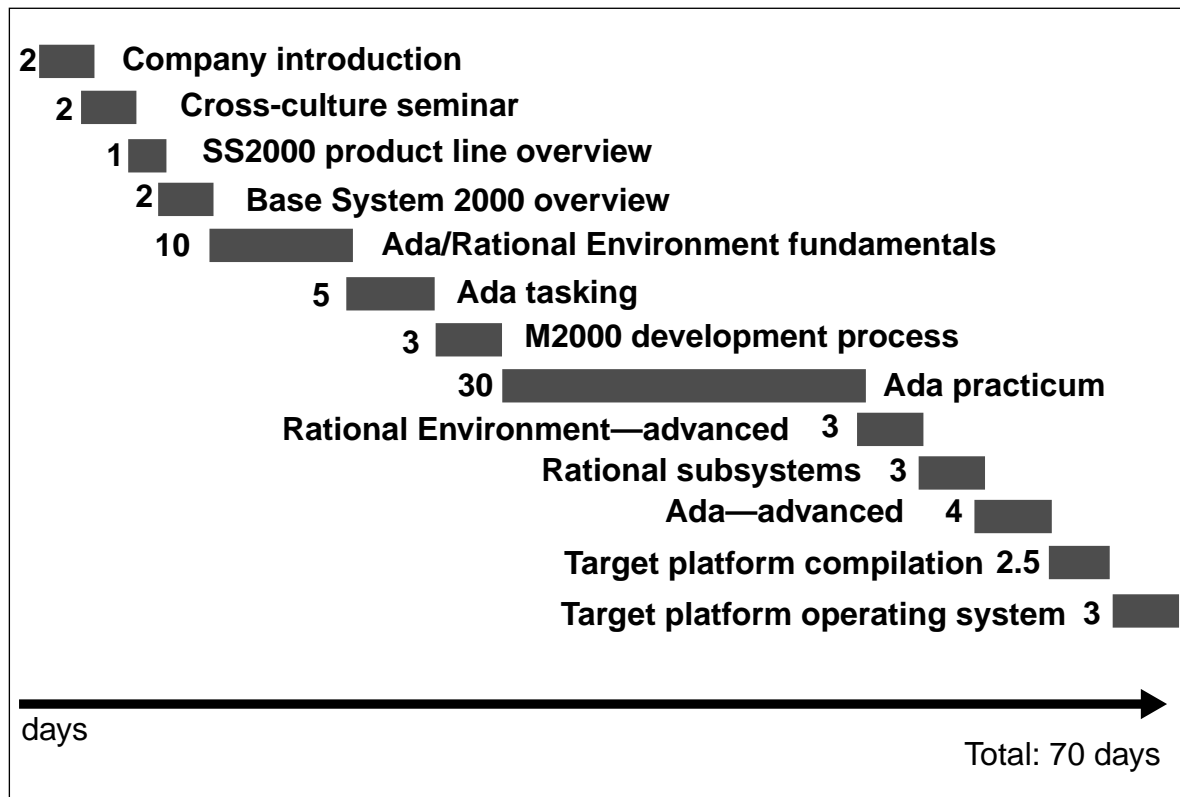 2 Company introduction
2 Cross-culture seminar
1 SS2000 product line overview
2 Base System 2000 overview
10 Ada/Rational Environment fundamentals
5 Ada tasking
3 M2000 development process
30 Ada practicum
Rational Environment—advanced 3
Rational subsystems 3
Ada—advanced 4
Target platform compilation 2.5
Target platform operating system 3
days
Total: 70 days